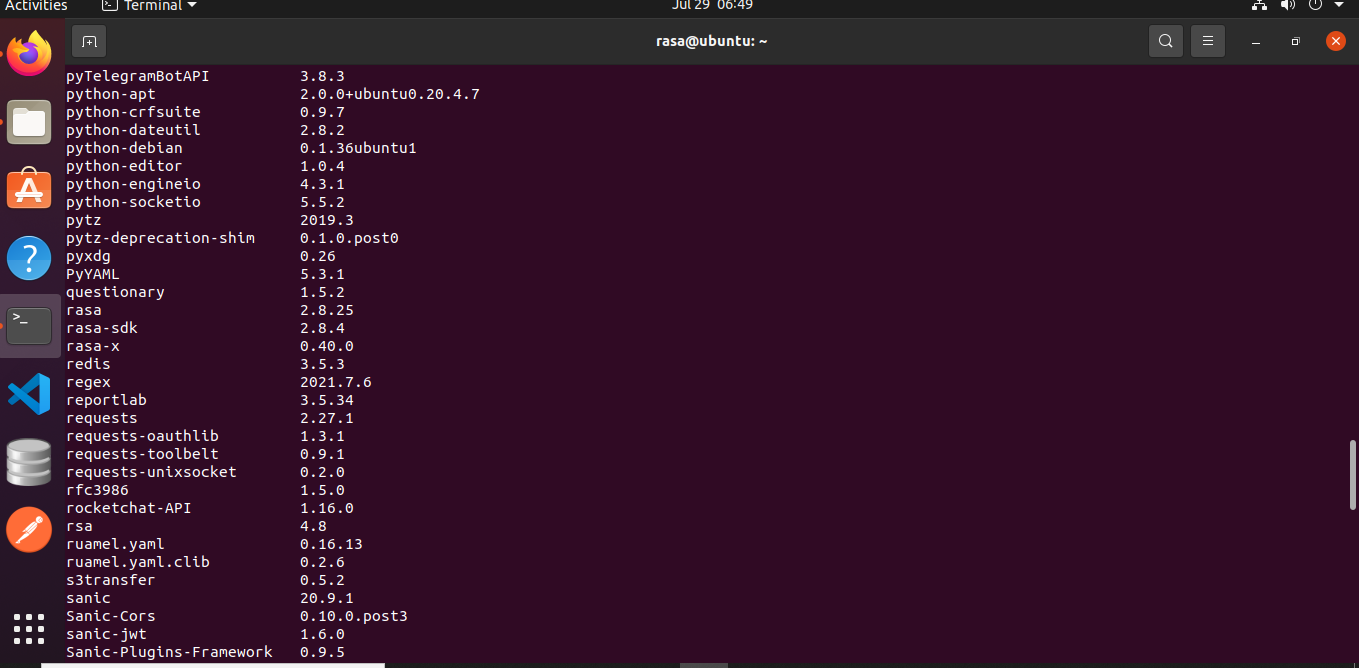 Activities Terminal Jul 29 06:49
rasa@ubuntu: ~
pyTelegramBotAPI 3.8.3
python-apt 2.0.0+ubuntu0.20.4.7
python-crfsuite 0.9.7
python-dateutil 2.8.2
python-debian 0.1.36ubuntu1
python-editor 1.0.4
python-engineio 4.3.1
python-socketio 5.5.2
pytz 2019.3
pytz-deprecation-shim 0.1.0.post0
pyxdg 0.26
PyYAML 5.3.1
questionary 1.5.2
rasa 2.8.25
rasa-sdk 2.8.4
rasa-x 0.40.0
redis 3.5.3
regex 2021.7.6
reportlab 3.5.34
requests 2.27.1
requests-oauthlib 1.3.1
requests-toolbelt 0.9.1
requests-unixsocket 0.2.0
rfc3986 1.5.0
rocketchat-API 1.16.0
rsa 4.8
ruamel.yaml 0.16.13
ruamel.yaml.clib 0.2.6
s3transfer 0.5.2
sanic 20.9.1
Sanic-Cors 0.10.0.post3
sanic-jwt 1.6.0
Sanic-Plugins-Framework 0.9.5